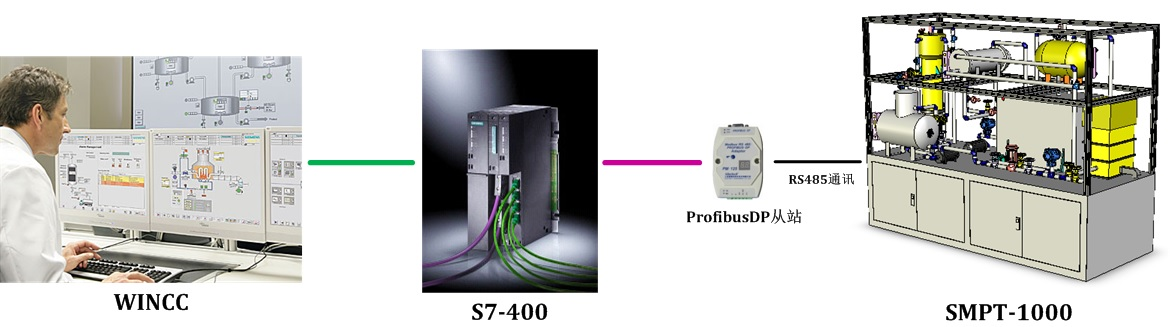 WINCC
S7-400
ProfibusDP从站
RS485通讯
SMPT-1000